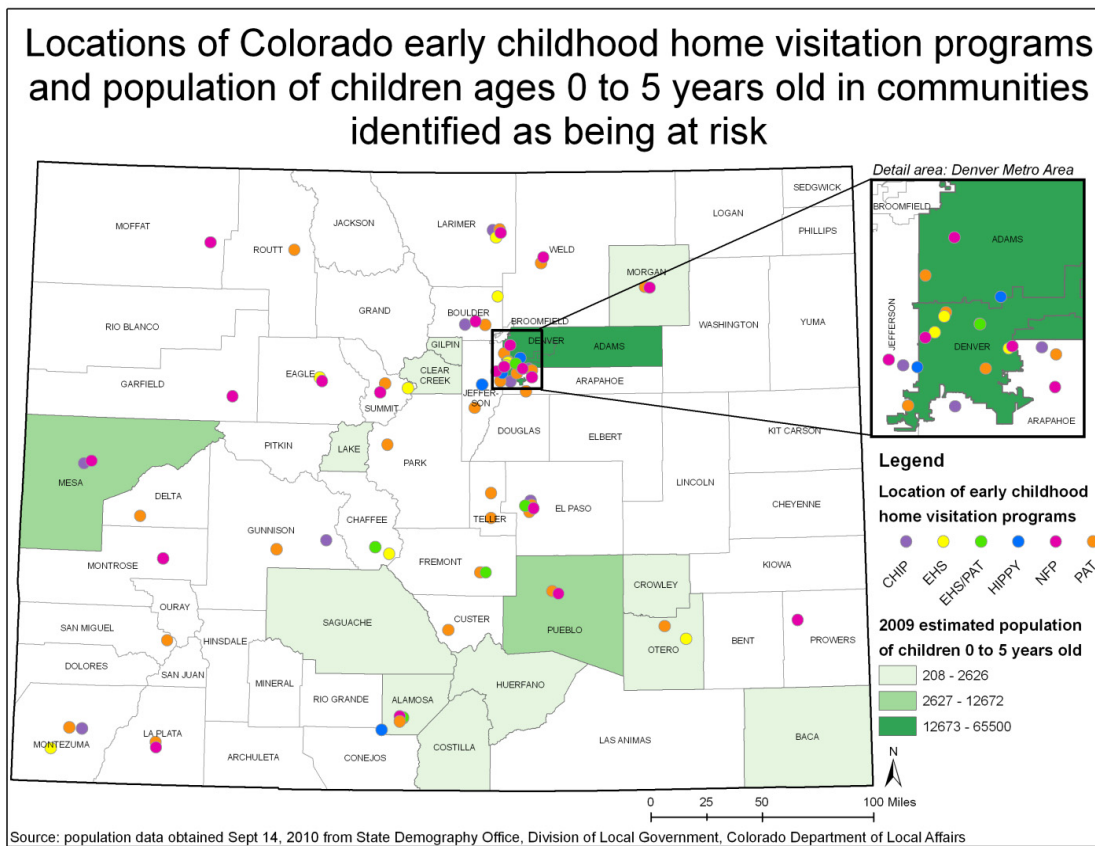 Locations of Colorado early childhood home visitation programs
and population of children ages 0 to 5 years old in communities
identified as being at risk
Detail area: Denver Metro Area
SEDGWICK
LOGAN
PHILLIPS
JACKSON
LARIMER
MOFFAT
ROUTT
WELD
MORGAN
GRAND
BOULDER
BROOMFIELD
WASHINGTON
YUMA
RIO BLANCO
GILPIN
DENVER
ADAMS
CLEAR
CREEK
EAGLE
GARFIELD
SUMMIT
JEFFER-
SON
ARAPAHOE
DOUGLAS
ELBERT
KIT CARSON
PITKIN
LAKE
PARK
MESA
DELTA
LINCOLN
CHEYENNE
TELLER
EL PASO
GUNNISON
CHAFFEE
FREMONT
MONTROSE
KIOWA
CROWLEY
OURAY
SAN MIGUEL
HINSDALE
SAGUACHE
CUSTER
PUEBLO
OTERO
BENT
PROWERS
DOLORES
SAN JUAN
MINERAL
RIO GRANDE
ALAMOSA
HUERFANO
MONTEZUMA
LA PLATA
ARCHULETA
CONEJOS
COSTILLA
LAS ANIMAS
BACA
BROOMFIELD
ADAMS
JEFFERSON
DENVER
ARAPAHOE
Legend
Location of early childhood
home visitation programs
CHIP
EHS
EHS/PAT
HIPPY
NFP
PAT
2009 estimated population
of children 0 to 5 years old
208 - 2626
2627 - 12672
12673 - 65500
N
0 25 50 100 Miles
Source: population data obtained Sept 14, 2010 from State Demography Office, Division of Local Government, Colorado Department of Local Affairs